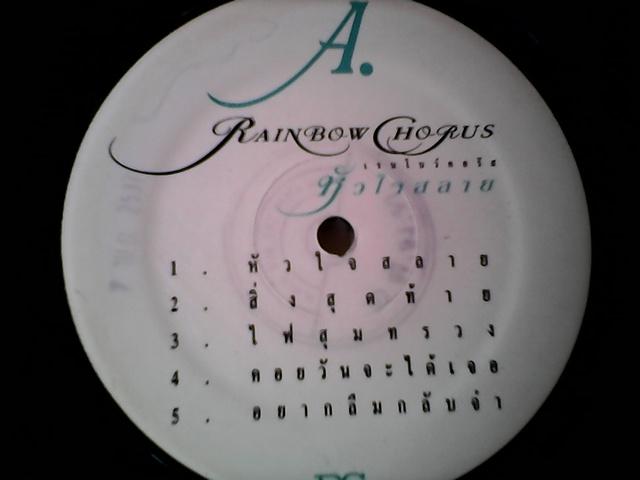 A.
RAINBOW CHORUS
เรนโบว์คอรัส
หัวใจสลาย
1 . หัวใจสลาย
2 . สิ่งสุดท้าย
3 . ไฟสุมทรวง
4 . คอยวันจะได้เจอ
5 . อยากลืมกลับจำ